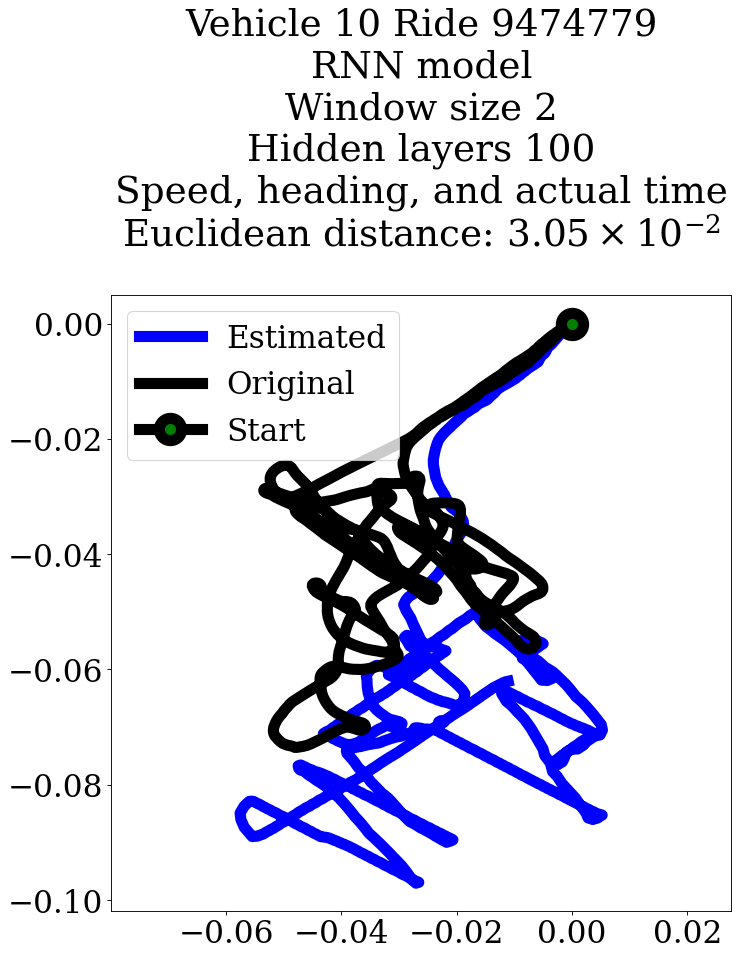 Vehicle 10 Ride 9474779
RNN model
Window size 2
Hidden layers 100
Speed, heading, and actual time
Euclidean distance: 3.05 × 10⁻²
Estimated
Original
Start
0.00
−0.02
−0.04
−0.06
−0.08
−0.10
−0.06 −0.04 −0.02 0.00 0.02